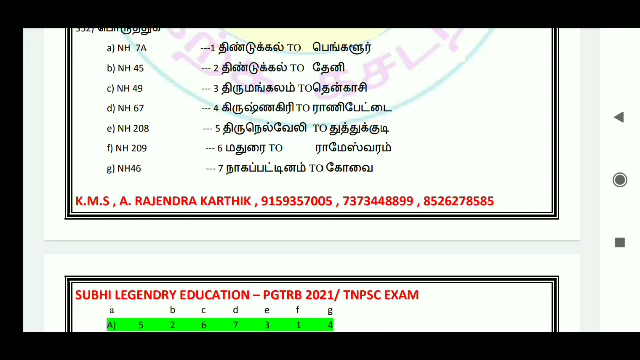 352) பொருத்துக
a) NH 7A ---1 திண்டுக்கல் TO பெங்களூர்
b) NH 45 --- 2 திண்டுக்கல் TO தேனி
c) NH 49 --- 3 திருமங்கலம் TOதென்காசி
d) NH 67 --- 4 கிருஷ்ணகிரி TO ராணிபேட்டை
e) NH 208 --- 5 திருநெல்வேலி TO துத்துக்குடி
f) NH 209 --- 6 மதுரை TO ராமேஸ்வரம்
g) NH46 --- 7 நாகப்பட்டினம் TO கோவை
K.M.S , A. RAJENDRA KARTHIK , 9159357005 , 7373448899 , 8526278585
SUBHI LEGENDRY EDUCATION – PGTRB 2021/ TNPSC EXAM
a b c d e f g
A) 5 2 6 7 3 1 4